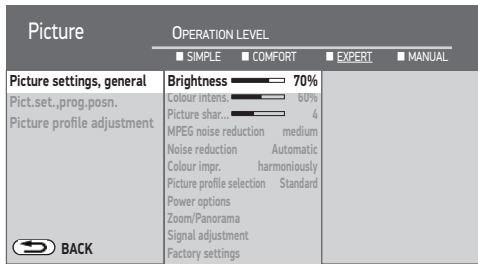 Picture
OPERATION LEVEL
SIMPLE COMFORT EXPERT MANUAL
Picture settings, general
Pict.set.,prog.posn.
Picture profile adjustment
BACK
Brightness 70%
Colour intens. 60%
Picture shar... 4
MPEG noise reduction medium
Noise reduction Automatic
Colour impr. harmoniously
Picture profile selection Standard
Power options
Zoom/Panorama
Signal adjustment
Factory settings